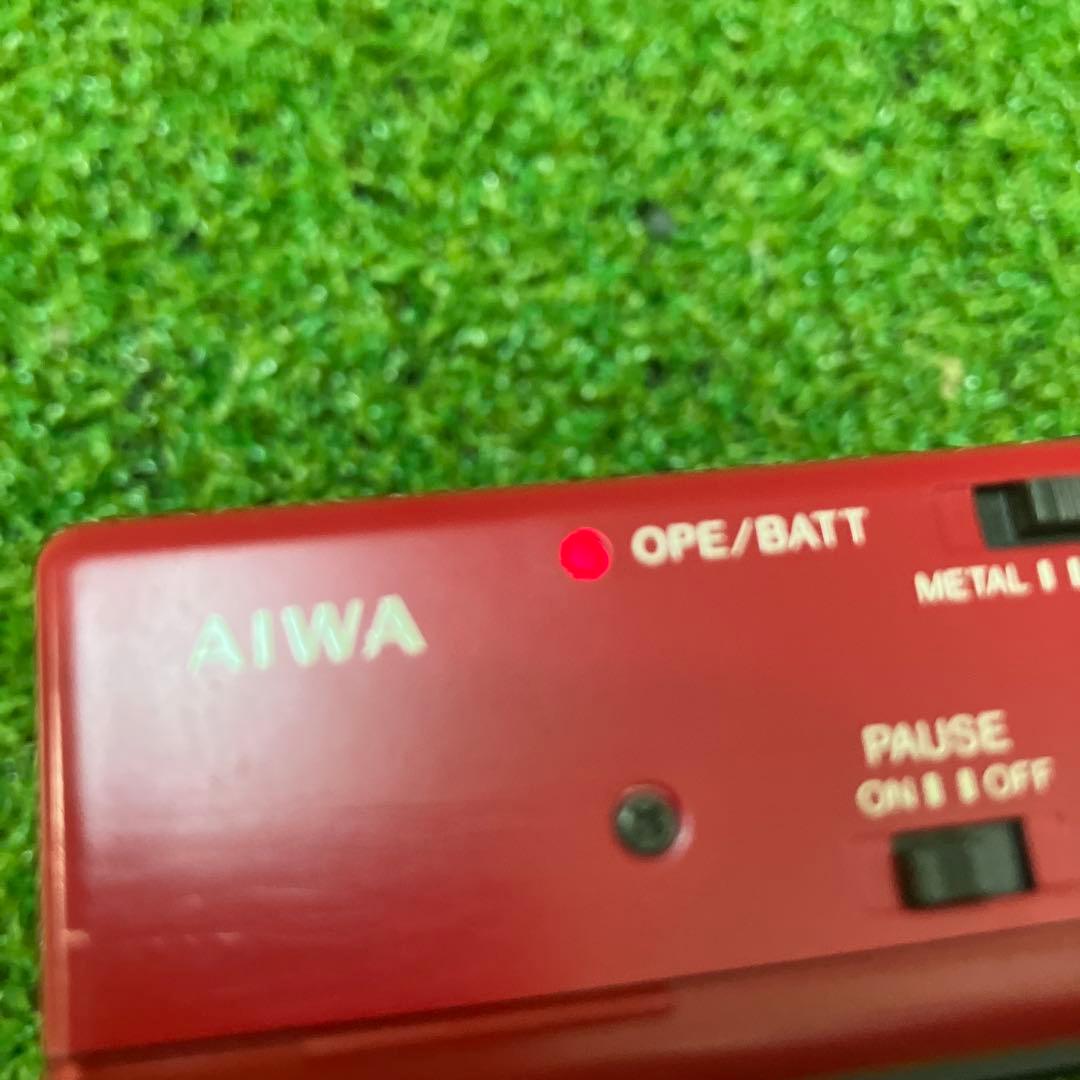 OPE/BATT
METAL
AIWA
PAUSE
ON OFF